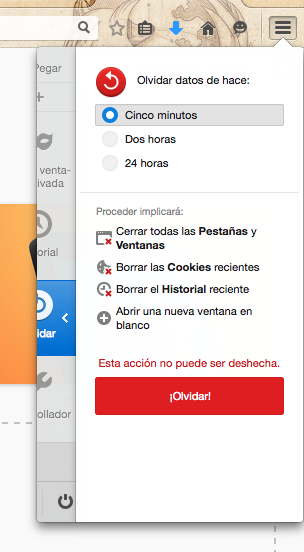 Pegar
Olvidar datos de hace:
Cinco minutos
Dos horas
24 horas
venta-
ivada
orial
idar
ollador
Proceder implicará:
Cerrar todas las Pestañas y
Ventanas
Borrar las Cookies recientes
Borrar el Historial reciente
Abrir una nueva ventana en
blanco
Esta acción no puede ser deshecha.
¡Olvidar!